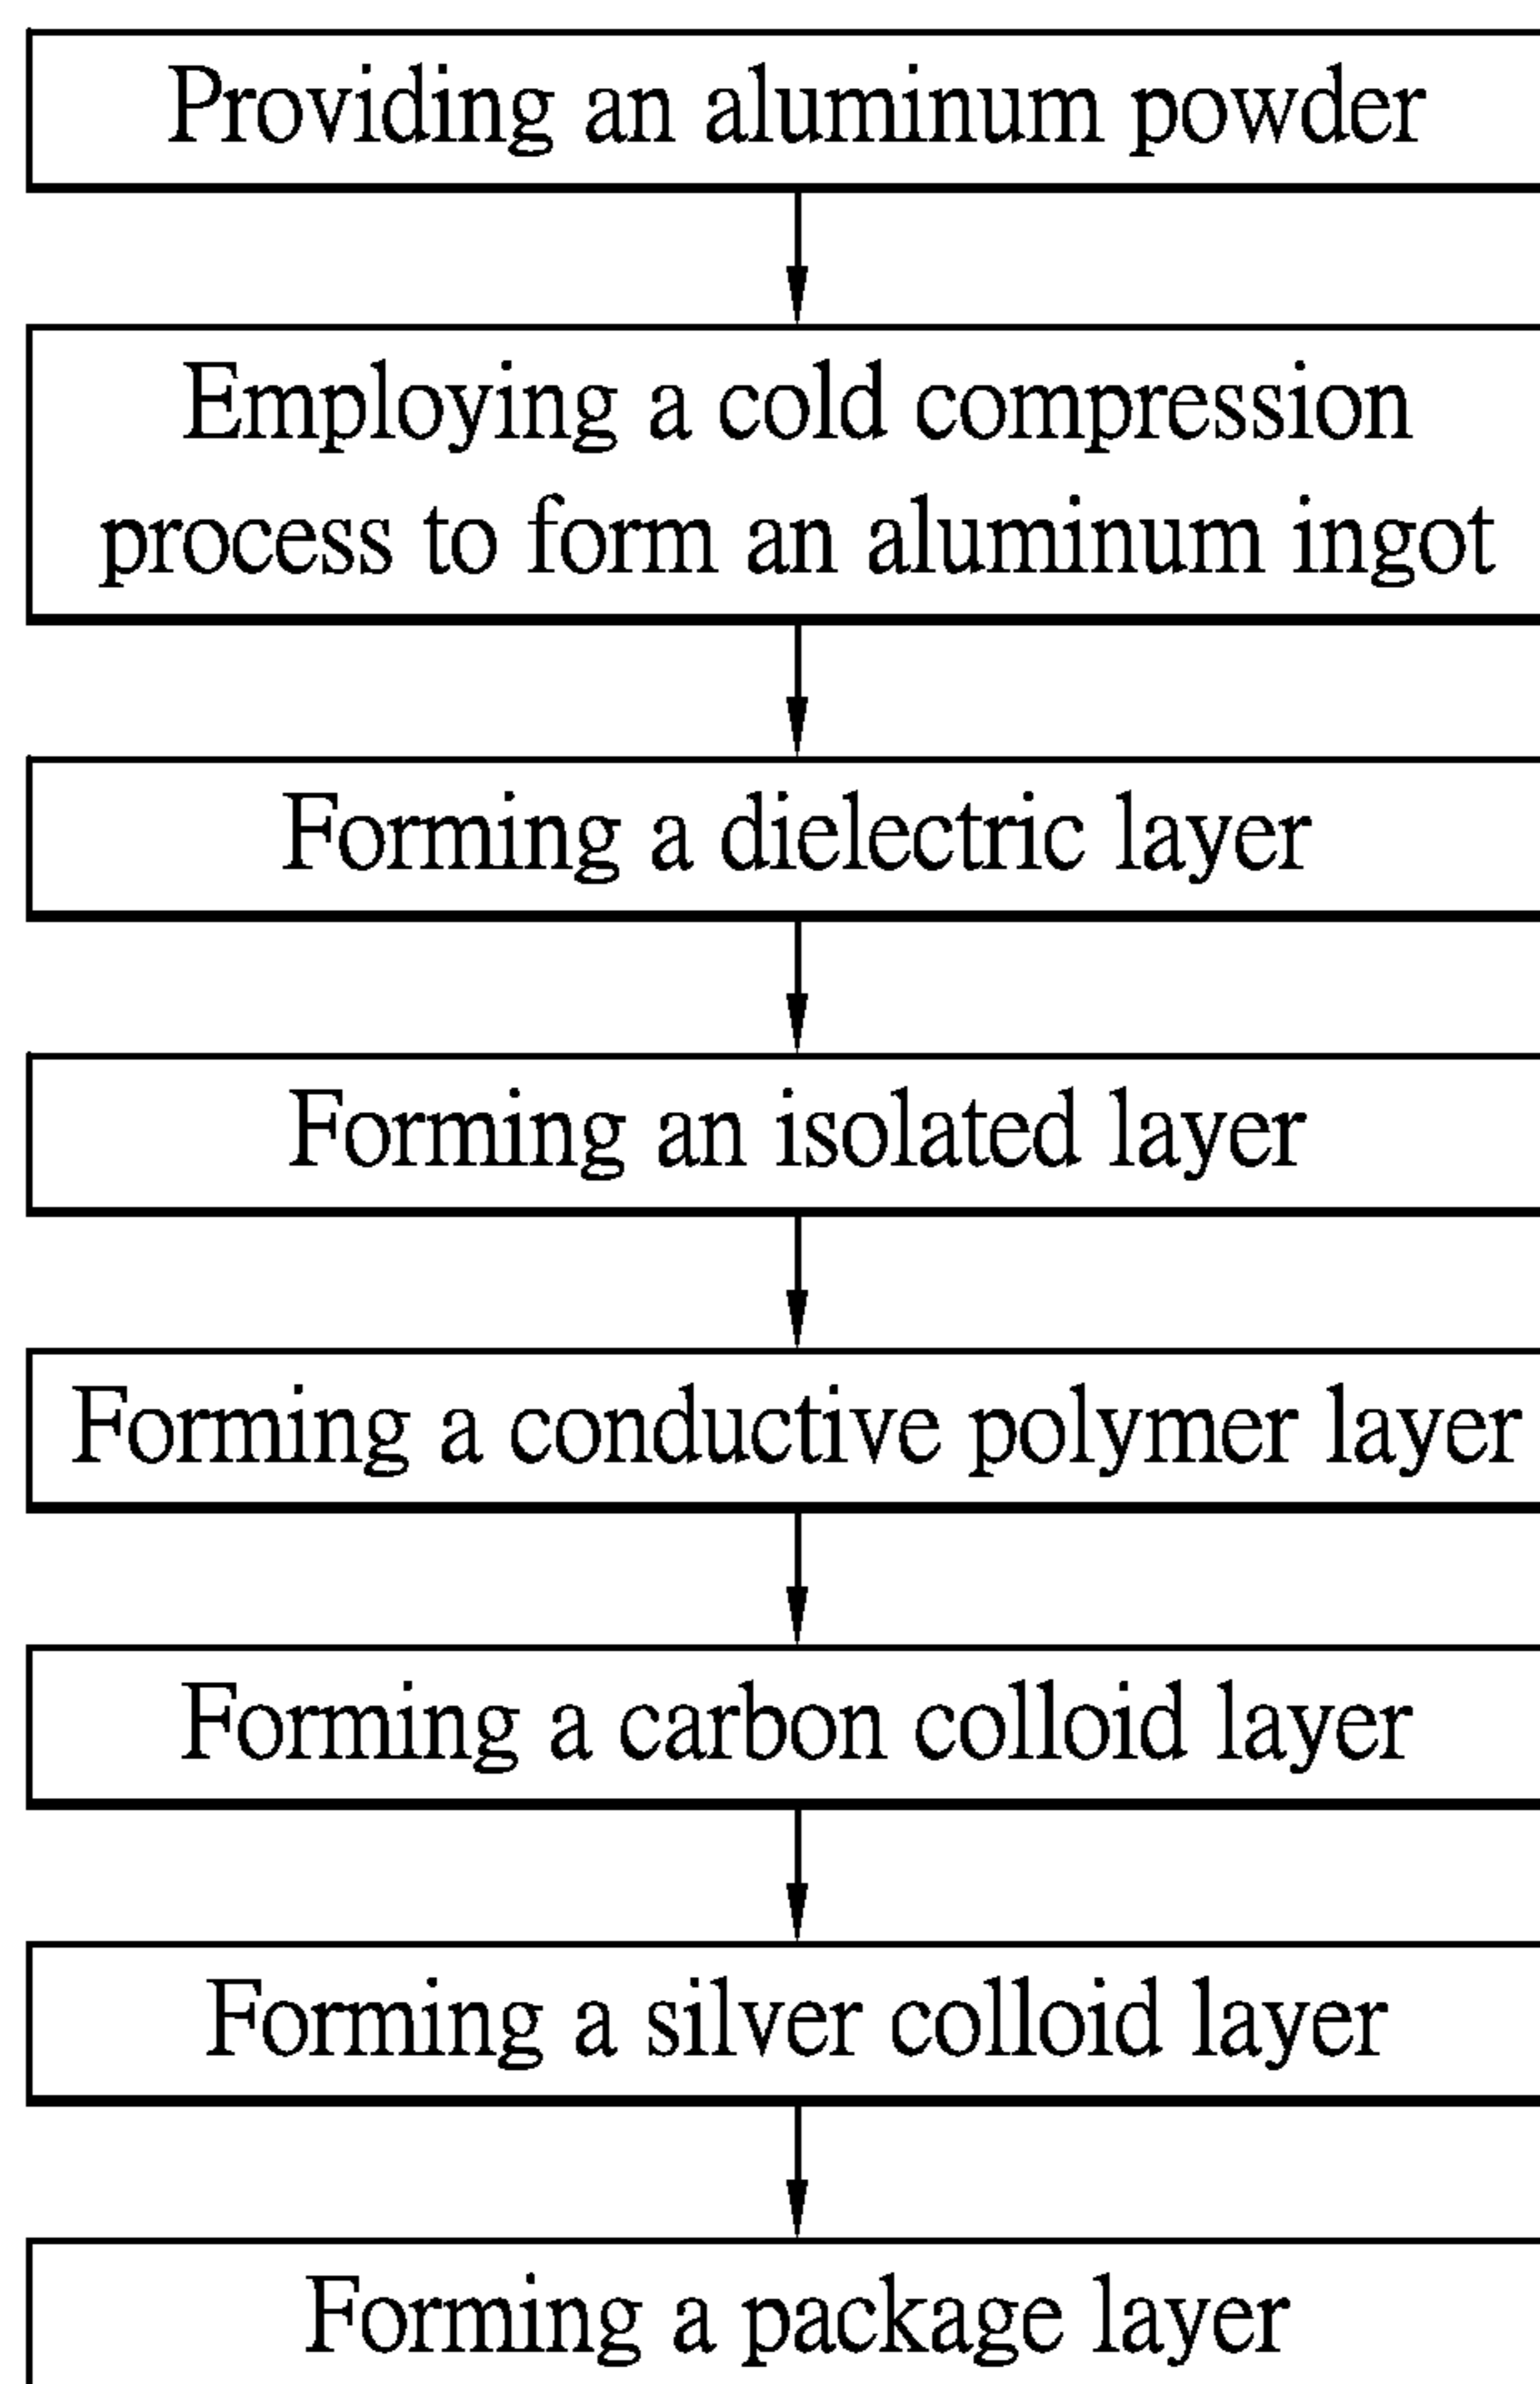 Providing an aluminum powder
Employing a cold compression
process to form an aluminum ingot
Forming a dielectric layer
Forming an isolated layer
Forming a conductive polymer layer
Forming a carbon colloid layer
Forming a silver colloid layer
Forming a package layer